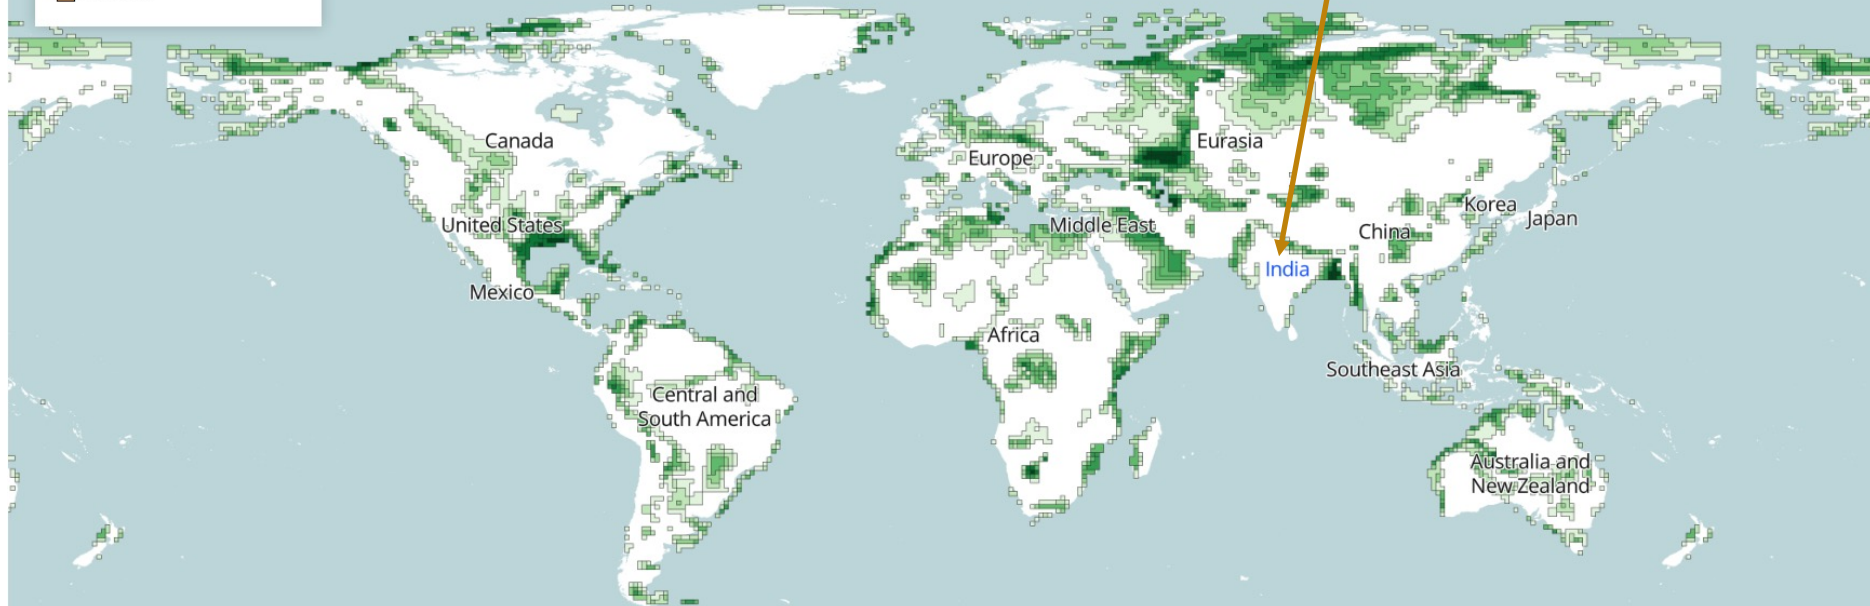 Canada
Eurasia
Europe
Korea
Japan
United States
Middle East
China
India
Mexico
Africa
Southeast Asia
Central and
South America
Australia and
New Zealand